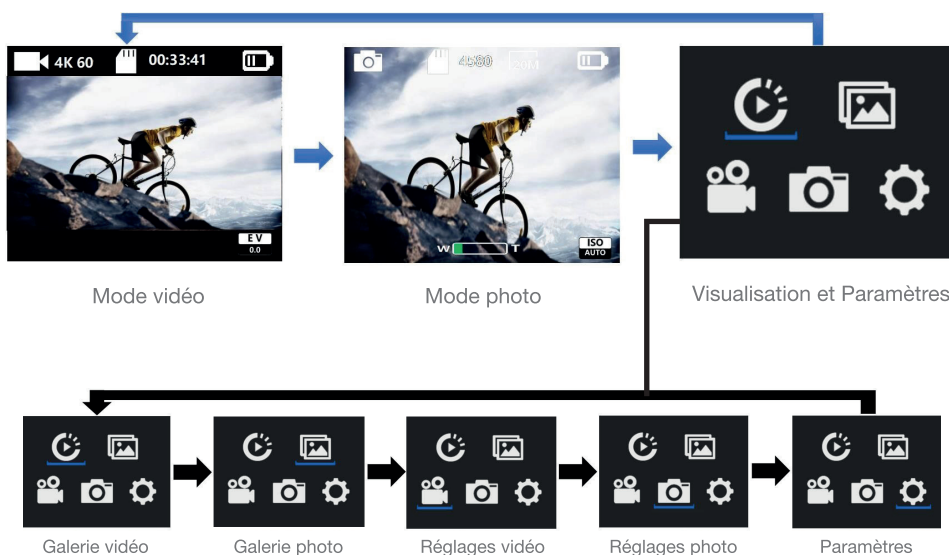 4K 60 00:33:41
4580 20M
EV
0.0
W T
ISO
AUTO
Mode vidéo Mode photo Visualisation et Paramètres
Galerie vidéo Galerie photo Réglages vidéo Réglages photo Paramètres